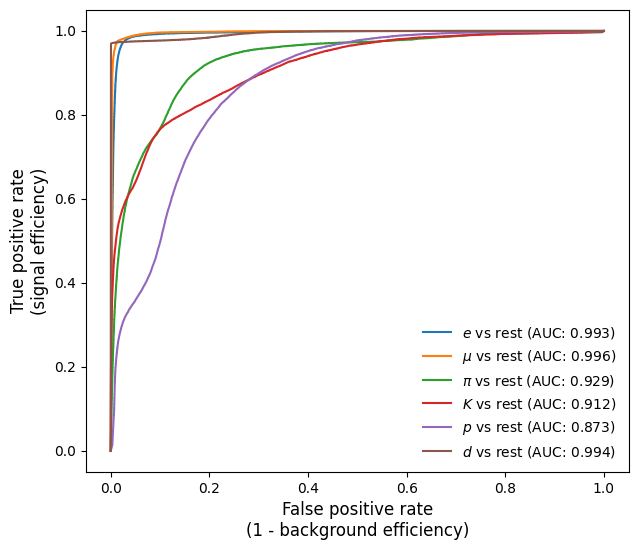 1.0
0.8
0.6
0.4
0.2
0.0
True positive rate
(signal efficiency)
e vs rest (AUC: 0.993)
μ vs rest (AUC: 0.996)
π vs rest (AUC: 0.929)
K vs rest (AUC: 0.912)
p vs rest (AUC: 0.873)
d vs rest (AUC: 0.994)
0.0 0.2 0.4 0.6 0.8 1.0
False positive rate
(1 - background efficiency)